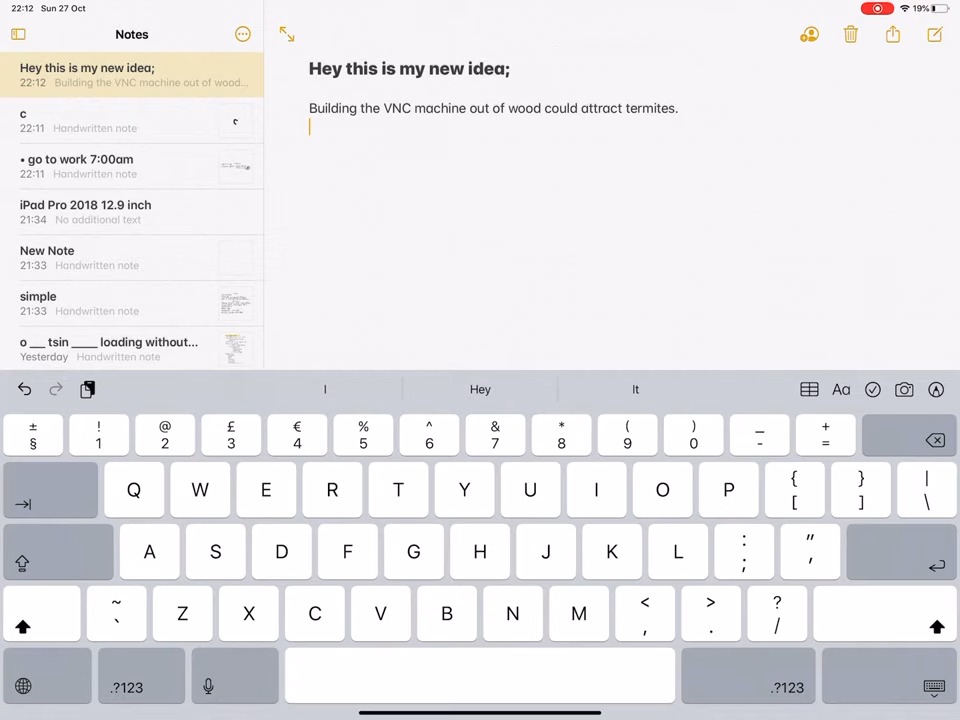 22:12 Sun 27 Oct
19%
Notes
Hey this is my new idea;
22:12 Building the VNC machine out of wood...
c
22:11 Handwritten note
• go to work 7:00am
22:11 Handwritten note
iPad Pro 2018 12.9 inch
21:34 No additional text
New Note
21:33 Handwritten note
simple
21:33 Handwritten note
o __ tsin ____ loading without...
Yesterday Handwritten note
Hey this is my new idea;
Building the VNC machine out of wood could attract termites.
I Hey It
Aa
± ! @ £ € % ^ & * ( ) _ +
§ 1 2 3 4 5 6 7 8 9 0 - =
Q W E R T Y U I O P { } |
[ ] \
A S D F G H J K L : "
; '
~ Z X C V B N M < > ?
` , . /
.?123 .?123